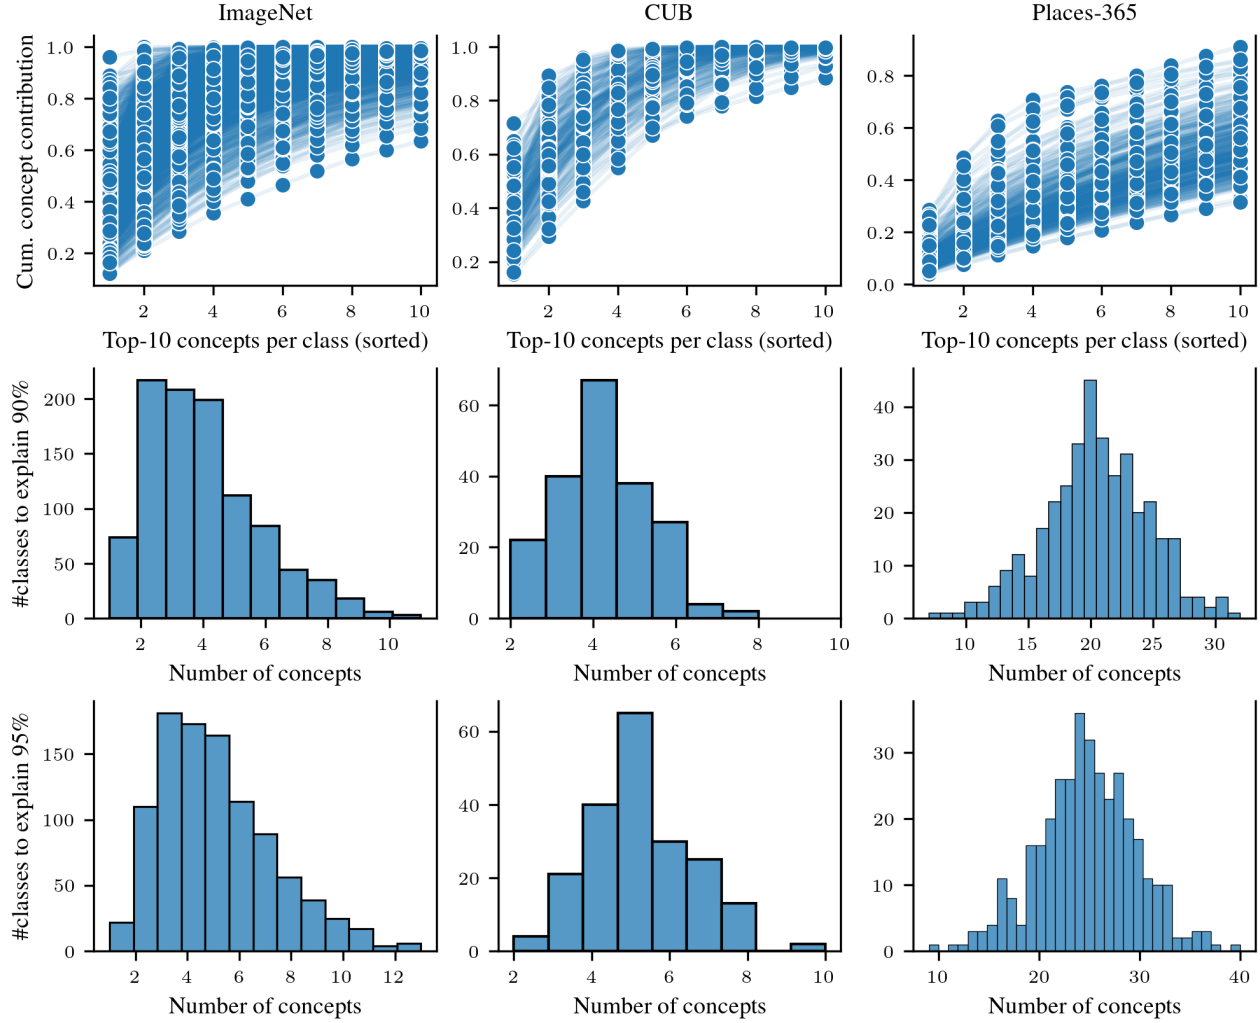 ImageNet
CUB
Places-365
Cum. concept contribution
1.0
0.8
0.6
0.4
0.2
2 4 6 8 10
Top-10 concepts per class (sorted)
1.0
0.8
0.6
0.4
0.2
2 4 6 8 10
Top-10 concepts per class (sorted)
0.8
0.6
0.4
0.2
0.0
2 4 6 8 10
Top-10 concepts per class (sorted)
#classes to explain 90%
200
150
100
50
0
2 4 6 8 10
Number of concepts
60
40
20
0
2 4 6 8 10
Number of concepts
40
30
20
10
0
10 15 20 25 30
Number of concepts
#classes to explain 95%
150
100
50
0
2 4 6 8 10 12
Number of concepts
60
40
20
0
2 4 6 8 10
Number of concepts
30
20
10
0
10 20 30 40
Number of concepts